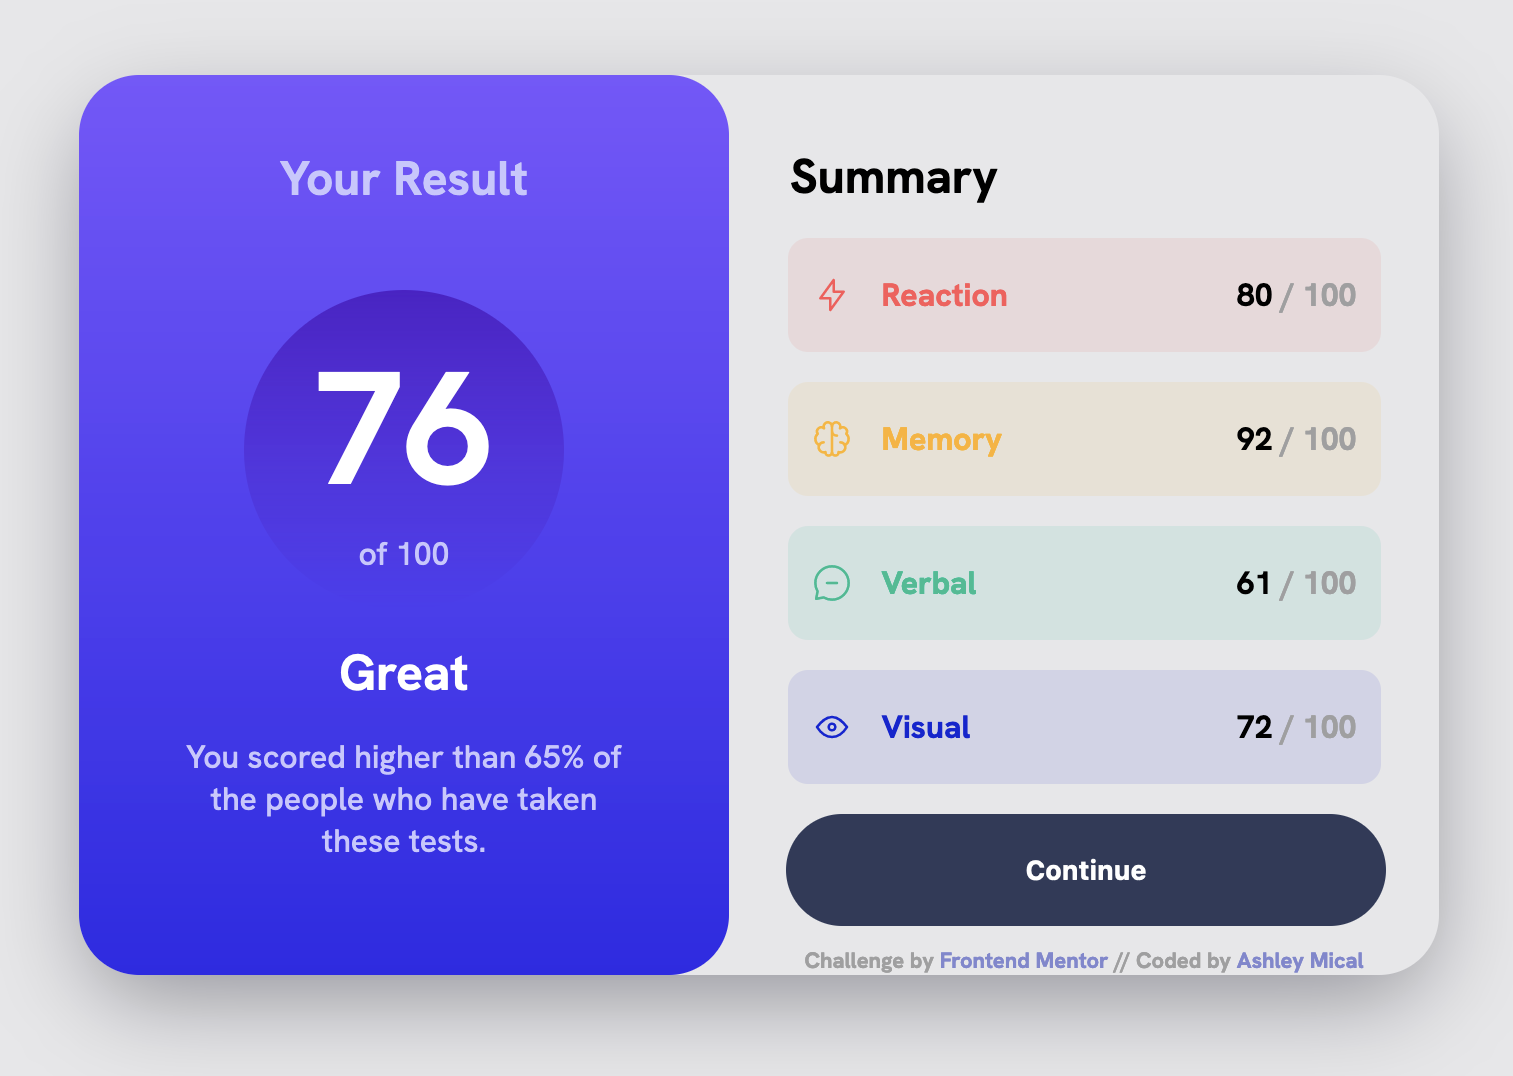 Your Result
76
of 100
Great
You scored higher than 65% of
the people who have taken
these tests.
Summary
Reaction 80 / 100
Memory 92 / 100
Verbal 61 / 100
Visual 72 / 100
Continue
Challenge by Frontend Mentor // Coded by Ashley Mical